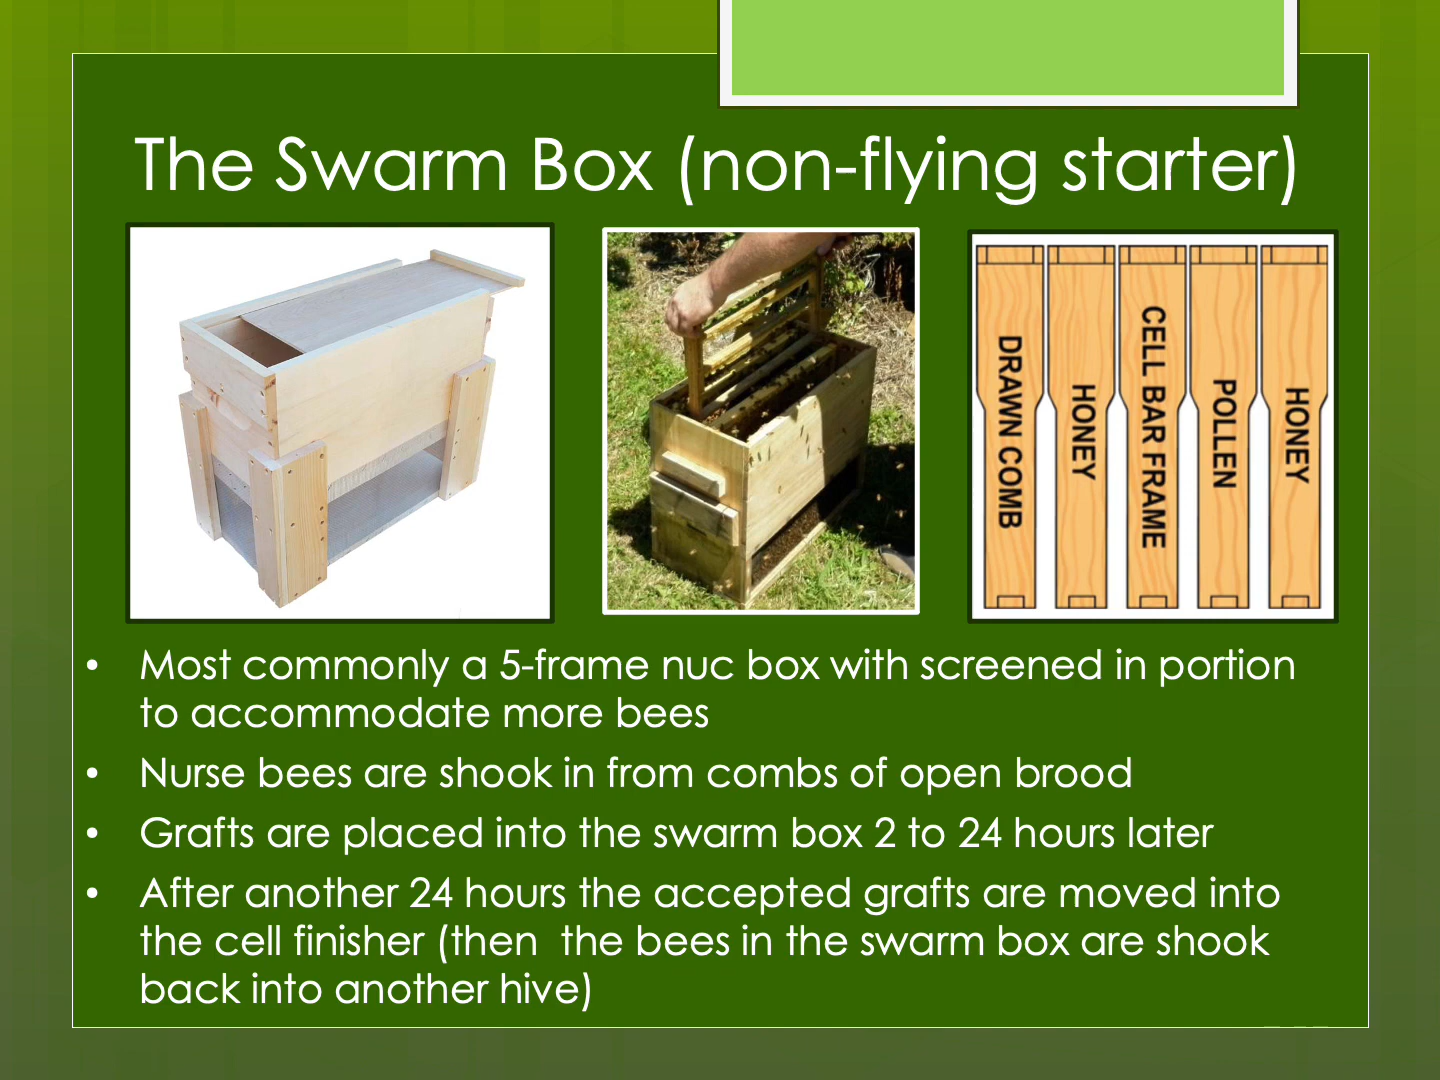 The Swarm Box (non-flying starter)
DRAWN COMB
HONEY
CELL BAR FRAME
POLLEN
HONEY
• Most commonly a 5-frame nuc box with screened in portion
to accommodate more bees
• Nurse bees are shook in from combs of open brood
• Grafts are placed into the swarm box 2 to 24 hours later
• After another 24 hours the accepted grafts are moved into
the cell finisher (then  the bees in the swarm box are shook
back into another hive)